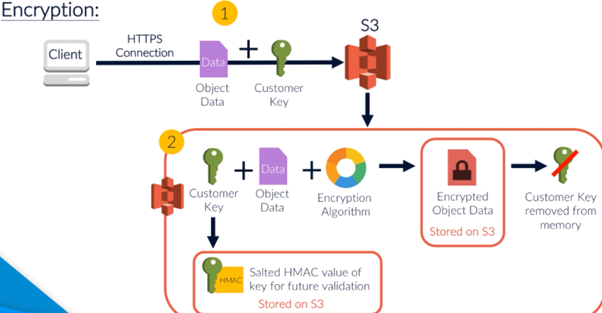 Encryption:
1
HTTPS
Connection
S3
Client
Data
Object
Data
Customer
Key
2
Data
Customer
Key
Object
Data
Encryption
Algorithm
Encrypted
Object Data
Stored on S3
Customer Key
removed from
memory
HMAC
Salted HMAC value of
key for future validation
Stored on S3